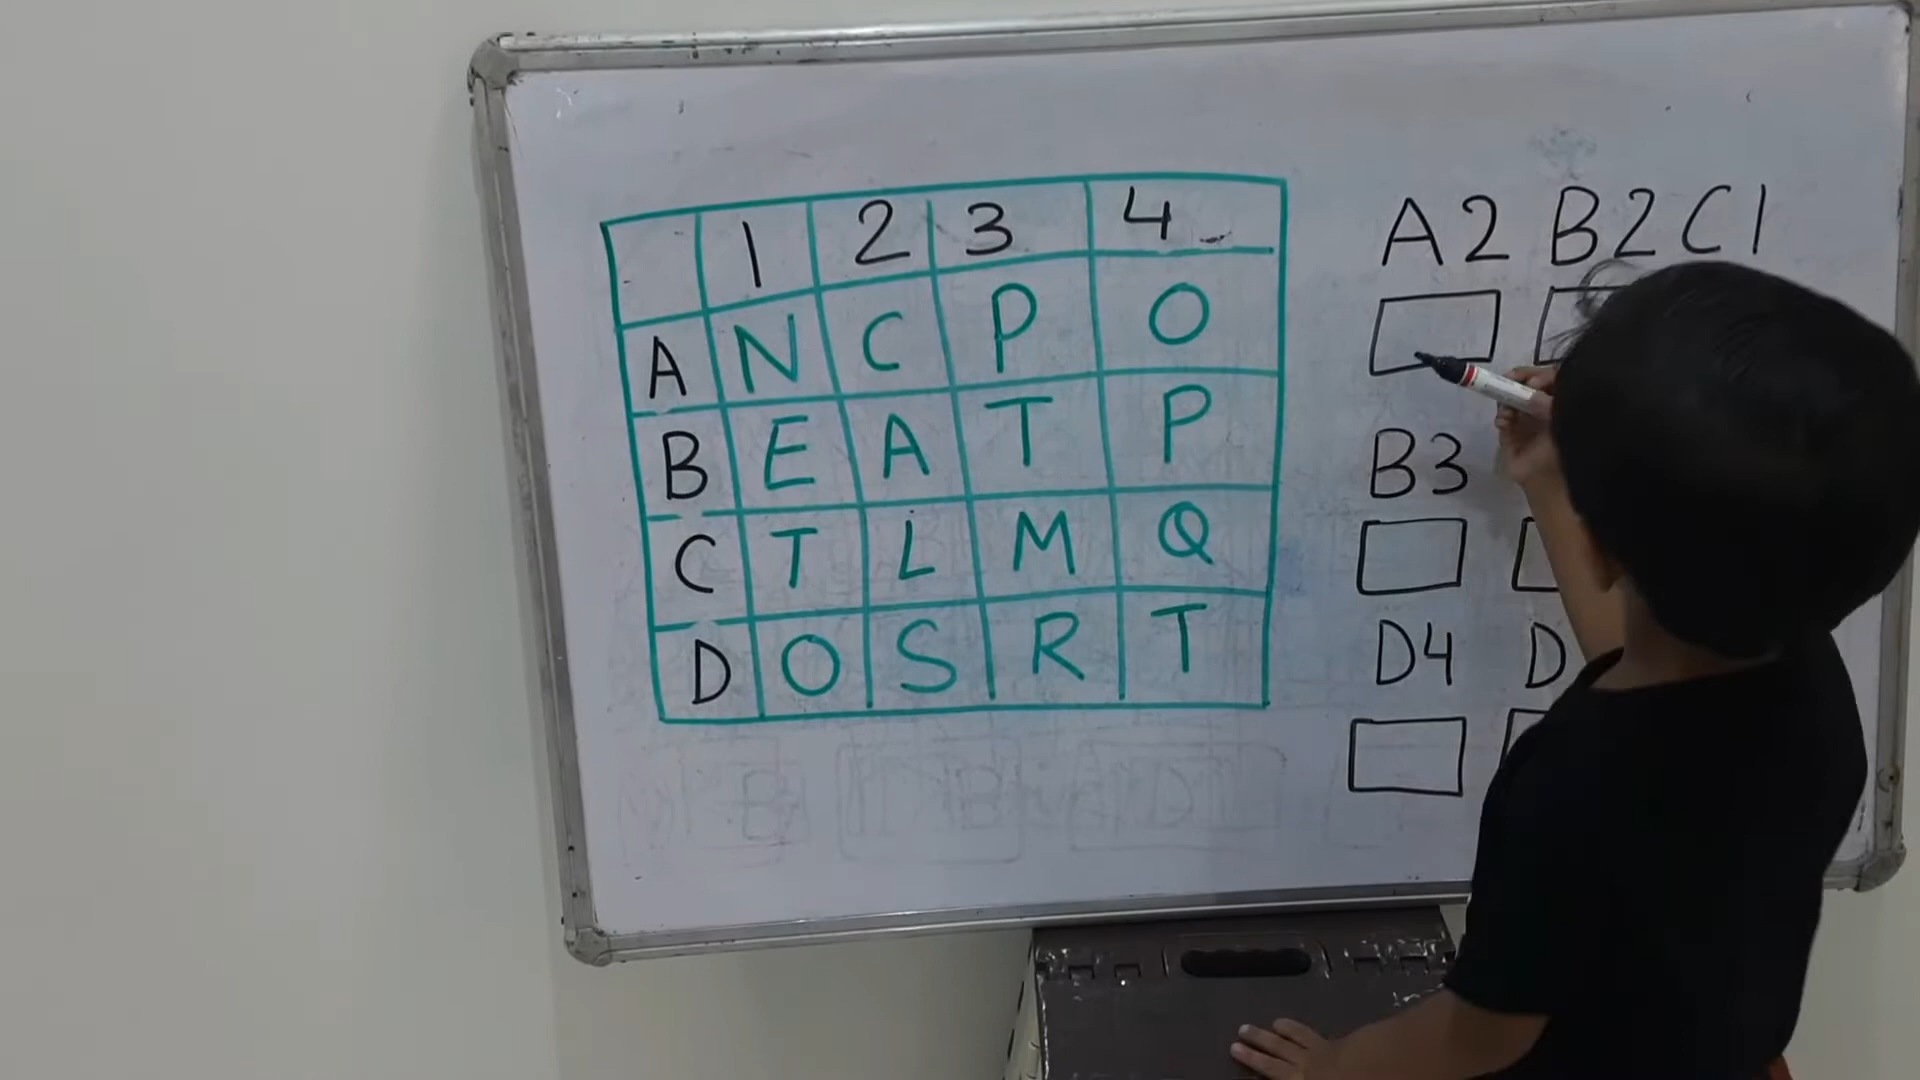 1 2 3 4
A N C P O
B E A T P
C T L M Q
D O S R T
A2 B2 C1
B3
D4 D